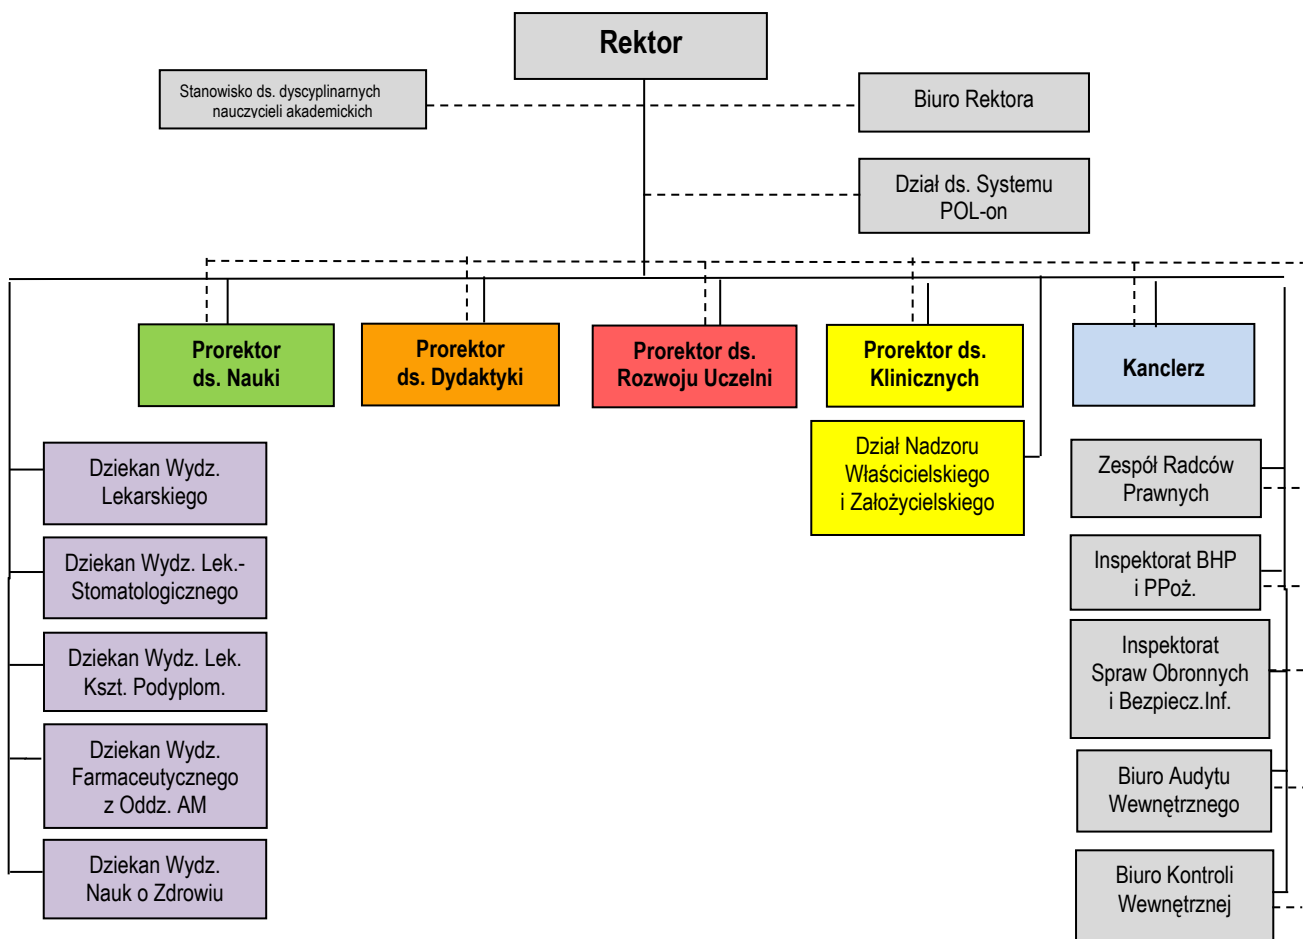 Rektor
Stanowisko ds. dyscyplinarnych
nauczycieli akademickich
Biuro Rektora
Dział ds. Systemu
POL-on
Prorektor
ds. Nauki
Prorektor
ds. Dydaktyki
Prorektor ds.
Rozwoju Uczelni
Prorektor ds.
Klinicznych
Kanclerz
Dział Nadzoru
Właścicielskiego
i Założycielskiego
Dziekan Wydz.
Lekarskiego
Dziekan Wydz. Lek.-
Stomatologicznego
Dziekan Wydz. Lek.
Kszt. Podyplom.
Dziekan Wydz.
Farmaceutycznego
z Oddz. AM
Dziekan Wydz.
Nauk o Zdrowiu
Zespół Radców
Prawnych
Inspektorat BHP
i PPoż.
Inspektorat
Spraw Obronnych
i Bezpiecz.Inf.
Biuro Audytu
Wewnętrznego
Biuro Kontroli
Wewnętrznej